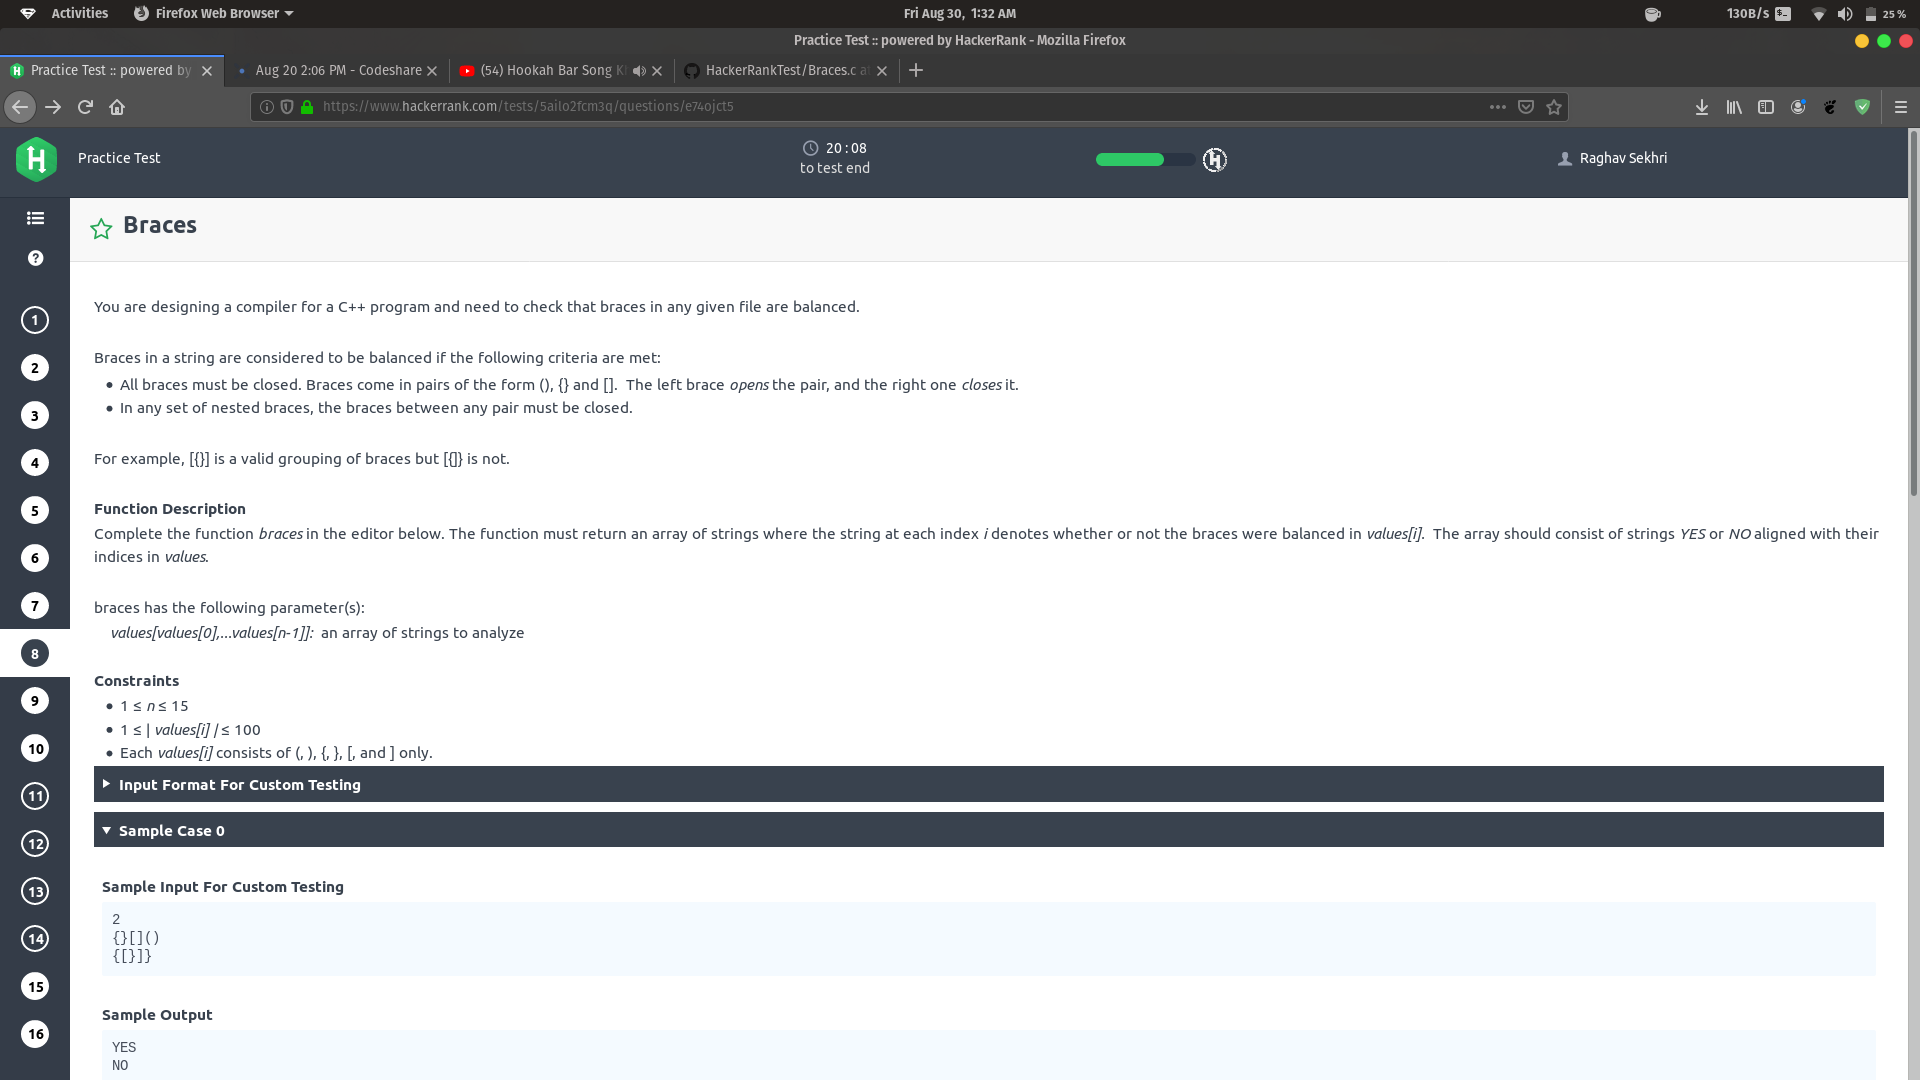 Activities
Firefox Web Browser
Fri Aug 30, 1:32 AM
130B/s
25 %
Practice Test :: powered by HackerRank - Mozilla Firefox
Practice Test :: powered by
Aug 20 2:06 PM - Codeshare
(54) Hookah Bar Song K
HackerRankTest/Braces.c a
https://www.hackerrank.com/tests/5ailo2fcm3q/questions/e74ojct5
Practice Test
20 : 08
to test end
Raghav Sekhri
Braces
1
2
3
4
5
6
7
8
9
10
11
12
13
14
15
16
You are designing a compiler for a C++ program and need to check that braces in any given file are balanced.
Braces in a string are considered to be balanced if the following criteria are met:
• All braces must be closed. Braces come in pairs of the form (), {} and []. The left brace opens the pair, and the right one closes it.
• In any set of nested braces, the braces between any pair must be closed.
For example, [{}] is a valid grouping of braces but [{]} is not.
Function Description
Complete the function braces in the editor below. The function must return an array of strings where the string at each index i denotes whether or not the braces were balanced in values[i]. The array should consist of strings YES or NO aligned with their
indices in values.
braces has the following parameter(s):
values[values[0],...values[n-1]]: an array of strings to analyze
Constraints
• 1 ≤ n ≤ 15
• 1 ≤ | values[i] | ≤ 100
• Each values[i] consists of (, ), {, }, [, and ] only.
Input Format For Custom Testing
Sample Case 0
Sample Input For Custom Testing
2
{}[]()
{[}]}
Sample Output
YES
NO